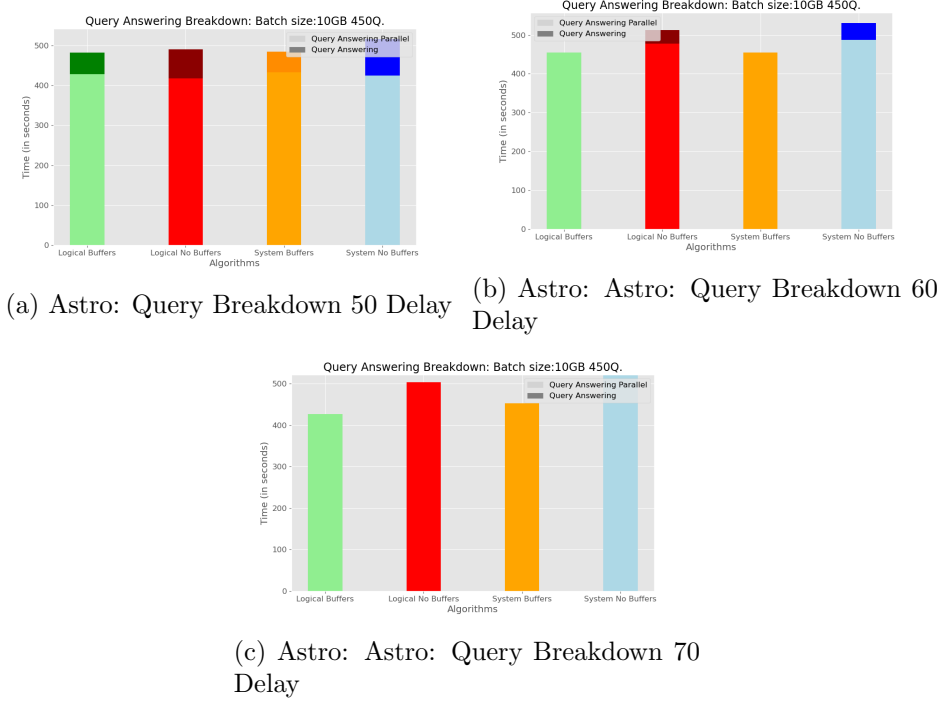 Query Answering Breakdown: Batch size:10GB 450Q.
Query Answering Parallel
Query Answering
Time (in seconds)
500
400
300
200
100
0
Logical Buffers
Logical No Buffers
System Buffers
System No Buffers
Algorithms
(a) Astro: Query Breakdown 50 Delay
Query Answering Breakdown: Batch size:10GB 450Q.
Query Answering Parallel
Query Answering
Time (in seconds)
500
400
300
200
100
0
Logical Buffers
Logical No Buffers
System Buffers
System No Buffers
Algorithms
(b) Astro: Astro: Query Breakdown 60
Delay
Query Answering Breakdown: Batch size:10GB 450Q.
Query Answering Parallel
Query Answering
Time (in seconds)
500
400
300
200
100
0
Logical Buffers
Logical No Buffers
System Buffers
System No Buffers
Algorithms
(c) Astro: Astro: Query Breakdown 70
Delay